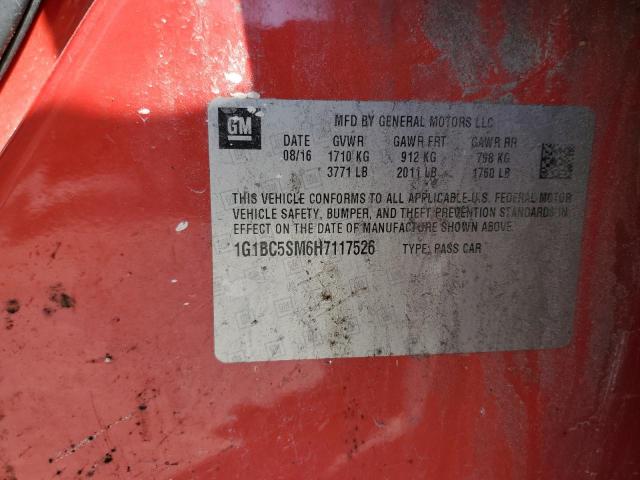 GM
MFD BY GENERAL MOTORS LLC
DATE GVWR GAWR FRT GAWR RR
08/16 1710 KG 912 KG 798 KG
3771 LB 2011 LB 1760 LB
THIS VEHICLE CONFORMS TO ALL APPLICABLE U.S. FEDERAL MOTOR
VEHICLE SAFETY, BUMPER, AND THEFT PREVENTION STANDARDS IN
EFFECT ON THE DATE OF MANUFACTURE SHOWN ABOVE.
1G1BC5SM6H7117526 TYPE: PASS CAR